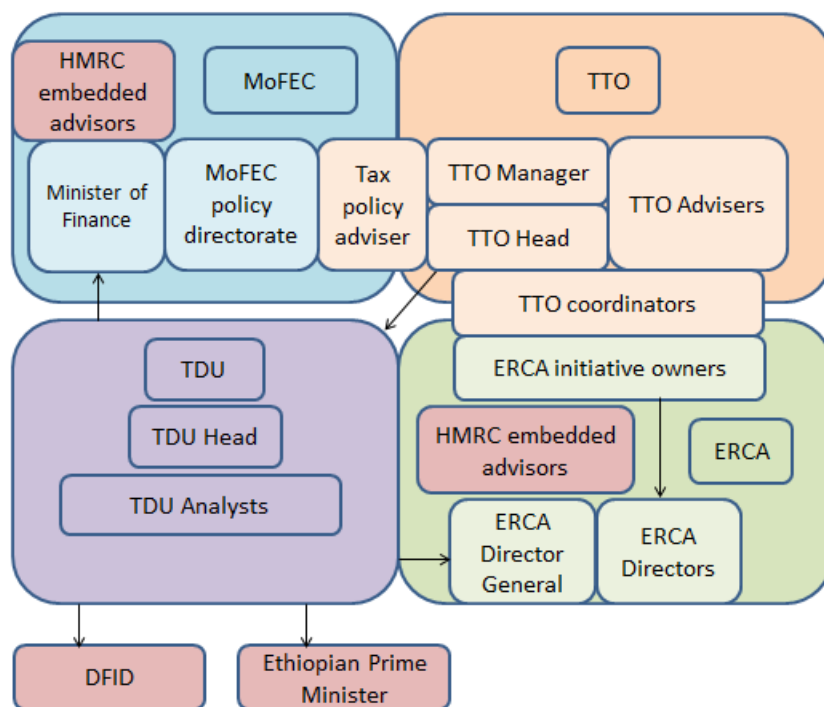 HMRC
embedded
advisors
MoFEC
TTO
Minister of
Finance
MoFEC
policy
directorate
Tax
policy
adviser
TTO Manager
TTO Head
TTO Advisers
TTO coordinators
TDU
TDU Head
TDU Analysts
ERCA initiative owners
HMRC embedded
advisors
ERCA
ERCA
Director
General
ERCA
Directors
DFID
Ethiopian Prime
Minister